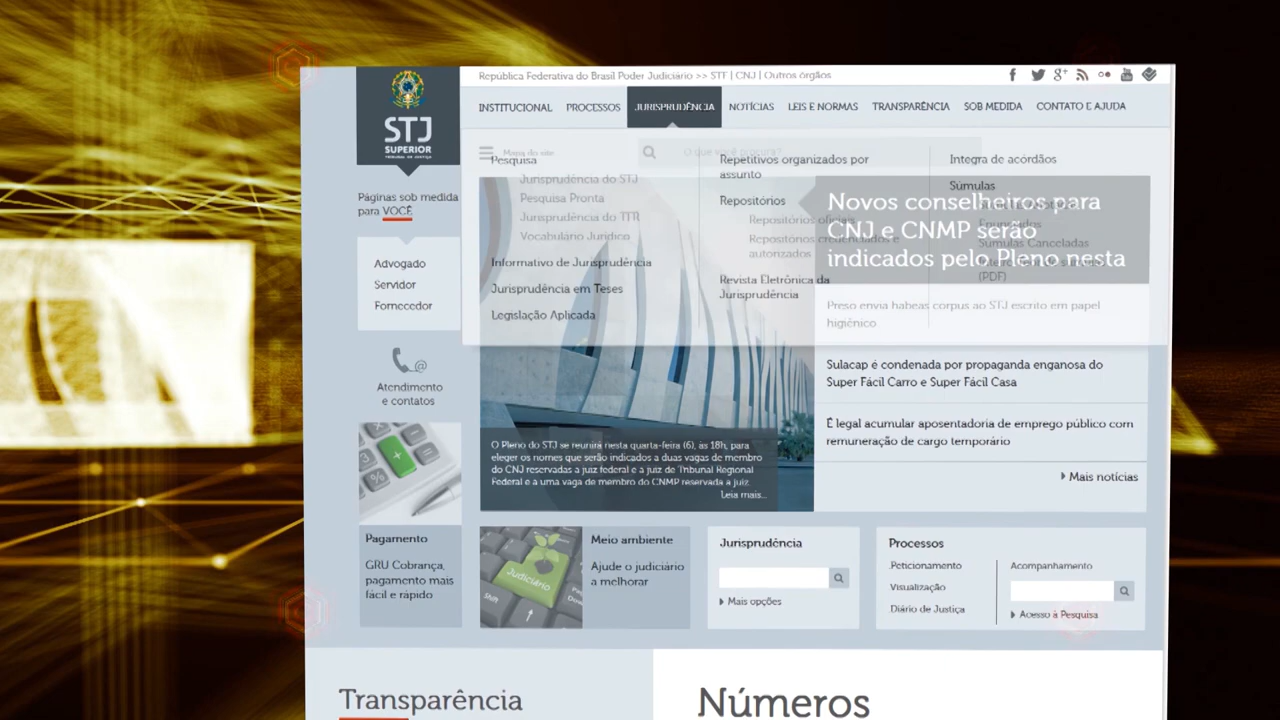 República Federativa do Brasil Poder Judiciário >> STF | CNJ | Outros órgãos
STJ
SUPERIOR
TRIBUNAL DE JUSTIÇA
INSTITUCIONAL PROCESSOS JURISPRUDÊNCIA NOTÍCIAS LEIS E NORMAS TRANSPARÊNCIA SOB MEDIDA CONTATO E AJUDA
Mapa do site
O que você procura?
Pesquisa
Jurisprudência do STJ
Pesquisa Pronta
Jurisprudência do TFR
Vocabulário Jurídico
Informativo de Jurisprudência
Jurisprudência em Teses
Legislação Aplicada
Repetitivos organizados por
assunto
Repositórios
Repositórios oficiais
Repositórios credenciados e
autorizados
Revista Eletrônica da
Jurisprudência
Integra de acórdãos
Súmulas
Enunciados
Súmulas Canceladas
(PDF)
Páginas sob medida
para VOCÊ
Advogado
Servidor
Fornecedor
Atendimento
e contatos
Novos conselheiros para
CNJ e CNMP serão
indicados pelo Pleno nesta
Preso envia habeas corpus ao STJ escrito em papel
higiênico
Sulacap é condenada por propaganda enganosa do
Super Fácil Carro e Super Fácil Casa
É legal acumular aposentadoria de emprego público com
remuneração de cargo temporário
Mais notícias
O Pleno do STJ se reunirá nesta quarta-feira (6), às 18h, para
eleger os nomes que serão indicados a duas vagas de membro
do CNJ reservadas a juiz federal e a juiz de Tribunal Regional
Federal e a uma vaga de membro do CNMP reservada a juiz
Leia mais...
Pagamento
GRU Cobrança,
pagamento mais
fácil e rápido
Judiciário
Shift
Meio ambiente
Ajude o judiciário
a melhorar
Jurisprudência
Mais opções
Processos
Peticionamento
Visualização
Diário de Justiça
Acompanhamento
Acesso à Pesquisa
Transparência
Números